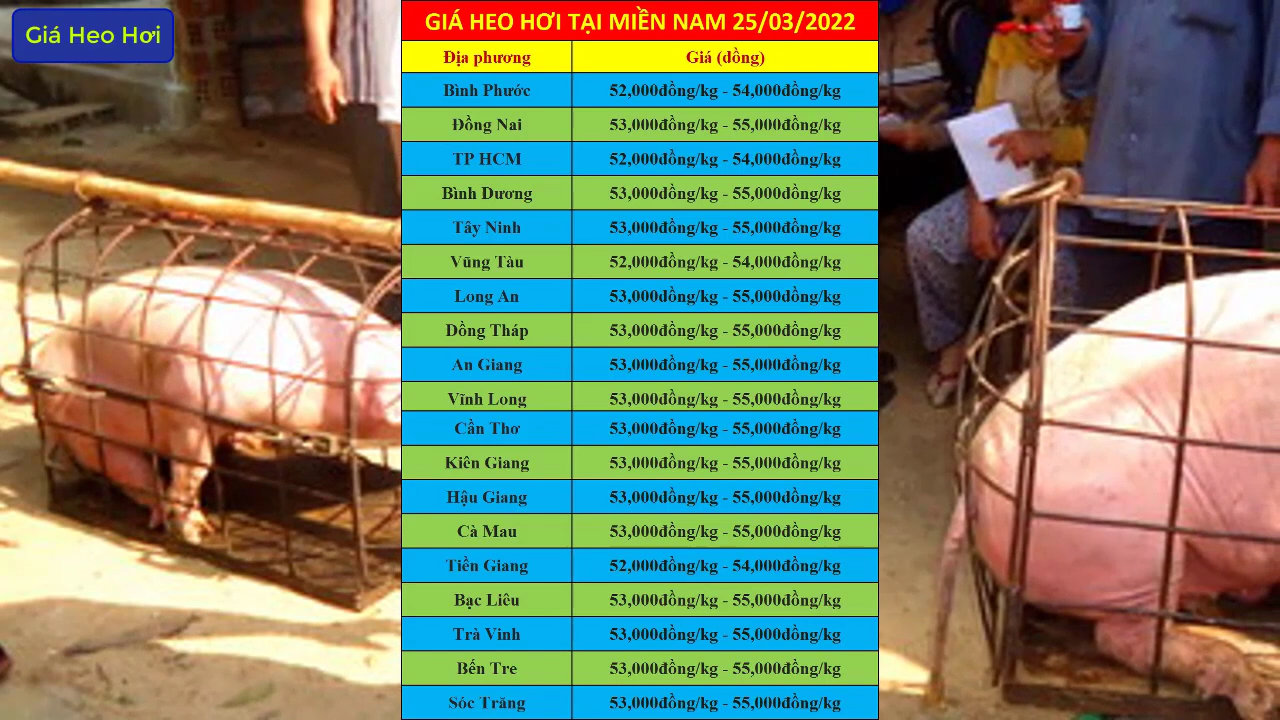 Giá Heo Hơi
GIÁ HEO HƠI TẠI MIỀN NAM 25/03/2022
Địa phương Giá (đồng)
Bình Phước 52,000đồng/kg - 54,000đồng/kg
Đồng Nai 53,000đồng/kg - 55,000đồng/kg
TP HCM 52,000đồng/kg - 54,000đồng/kg
Bình Dương 53,000đồng/kg - 55,000đồng/kg
Tây Ninh 53,000đồng/kg - 55,000đồng/kg
Vũng Tàu 52,000đồng/kg - 54,000đồng/kg
Long An 53,000đồng/kg - 55,000đồng/kg
Đồng Tháp 53,000đồng/kg - 55,000đồng/kg
An Giang 53,000đồng/kg - 55,000đồng/kg
Vĩnh Long 53,000đồng/kg - 55,000đồng/kg
Cần Thơ 53,000đồng/kg - 55,000đồng/kg
Kiên Giang 53,000đồng/kg - 55,000đồng/kg
Hậu Giang 53,000đồng/kg - 55,000đồng/kg
Cà Mau 53,000đồng/kg - 55,000đồng/kg
Tiền Giang 52,000đồng/kg - 54,000đồng/kg
Bạc Liêu 53,000đồng/kg - 55,000đồng/kg
Trà Vinh 53,000đồng/kg - 55,000đồng/kg
Bến Tre 53,000đồng/kg - 55,000đồng/kg
Sóc Trăng 53,000đồng/kg - 55,000đồng/kg